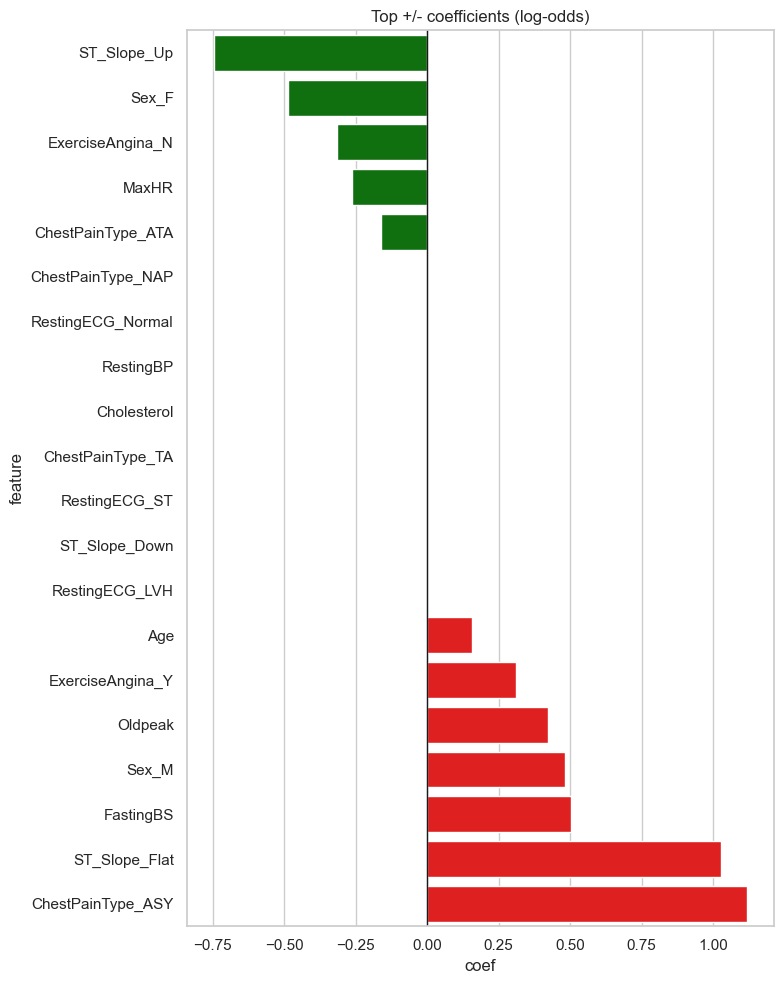 Top +/- coefficients (log-odds)
feature
ST_Slope_Up
Sex_F
ExerciseAngina_N
MaxHR
ChestPainType_ATA
ChestPainType_NAP
RestingECG_Normal
RestingBP
Cholesterol
ChestPainType_TA
RestingECG_ST
ST_Slope_Down
RestingECG_LVH
Age
ExerciseAngina_Y
Oldpeak
Sex_M
FastingBS
ST_Slope_Flat
ChestPainType_ASY
−0.75 −0.50 −0.25 0.00 0.25 0.50 0.75 1.00
coef